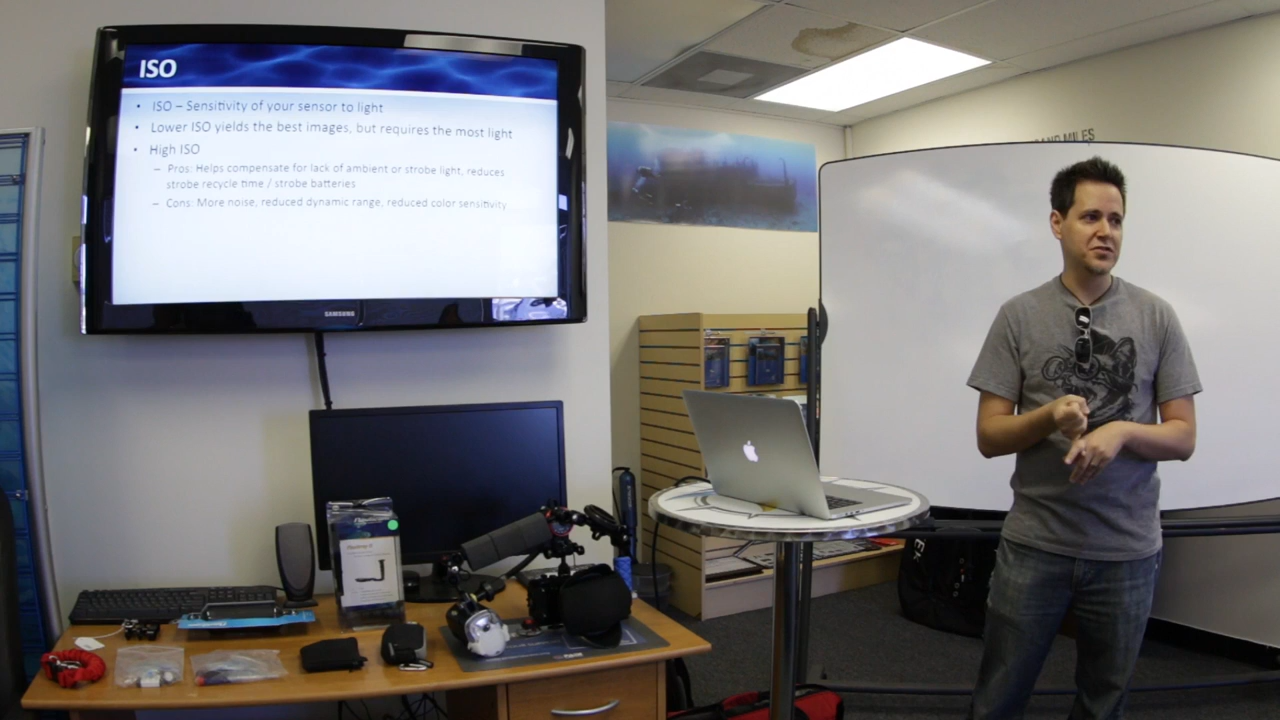 ISO
• ISO – Sensitivity of your sensor to light
• Lower ISO yields the best images, but requires the most light
• High ISO
– Pros: Helps compensate for lack of ambient or strobe light, reduces
strobe recycle time / strobe batteries
– Cons: More noise, reduced dynamic range, reduced color sensitivity
SAMSUNG
MILES